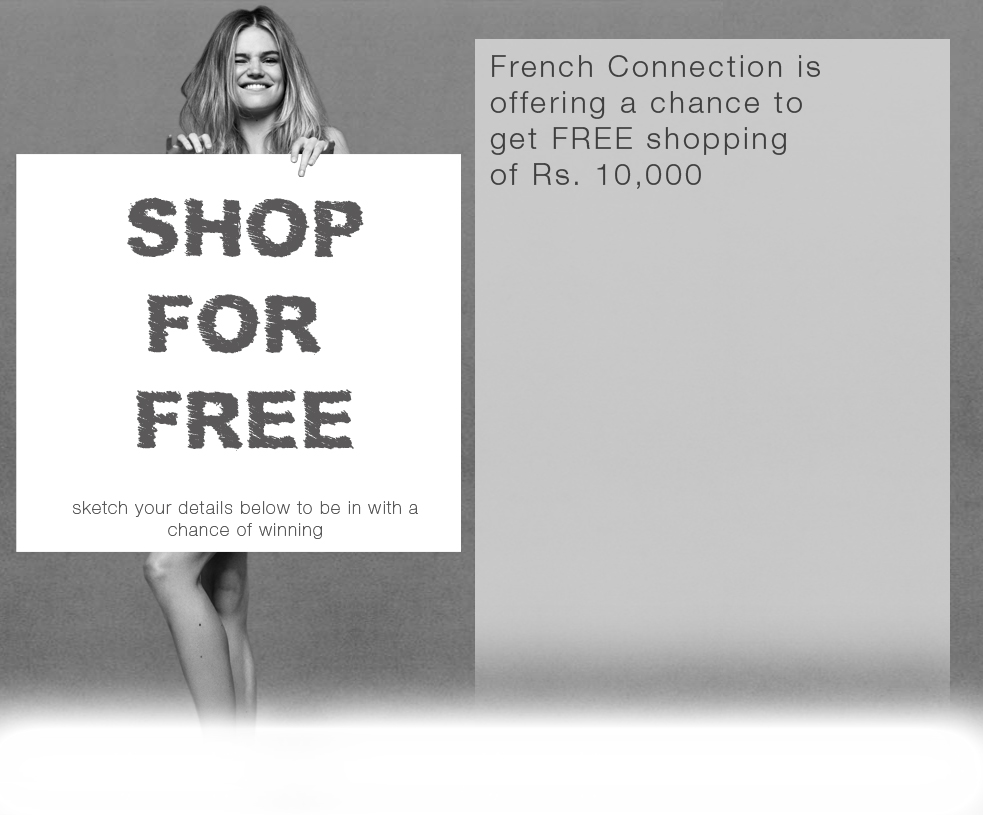 SHOP
FOR
FREE
sketch your details below to be in with a
chance of winning
French Connection is
offering a chance to
get FREE shopping
of Rs. 10,000